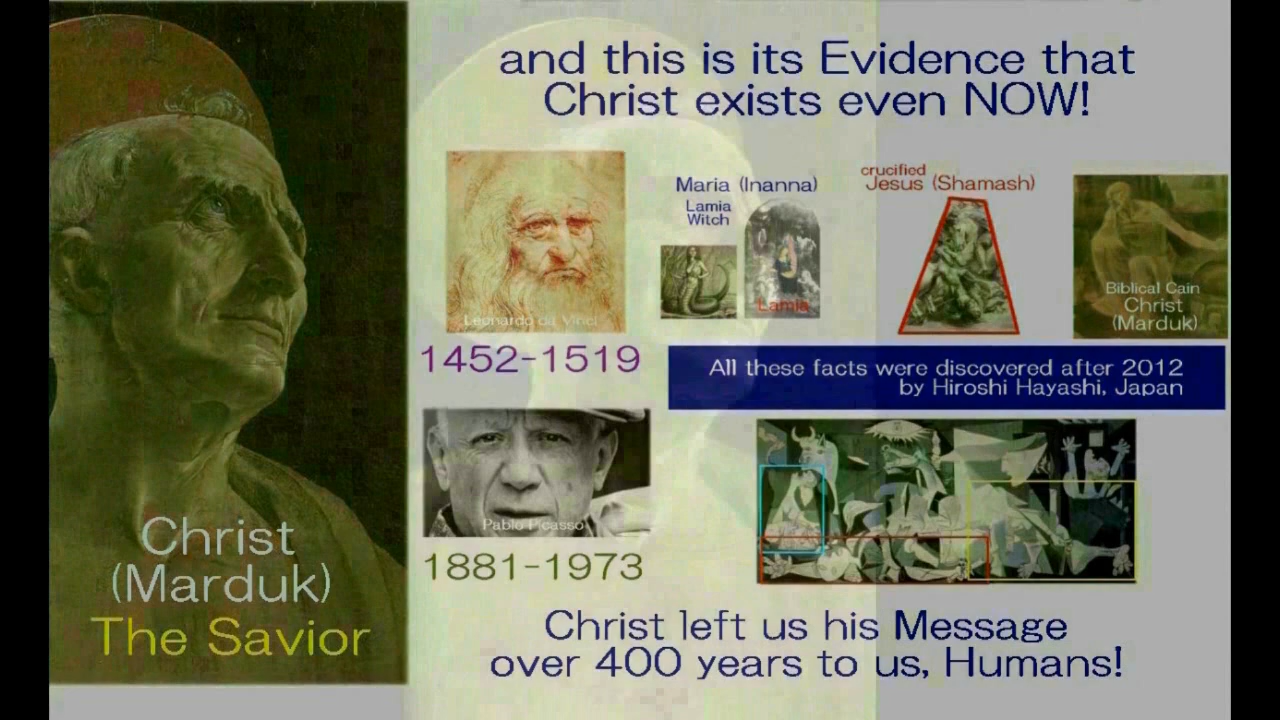 and this is its Evidence that
Christ exists even NOW!
Maria (Inanna)
Lamia
Witch
Lamia
crucified
Jesus (Shamash)
Biblical Cain
Christ
(Marduk)
Leonardo da Vinci
1452-1519
All these facts were discovered after 2012
by Hiroshi Hayashi, Japan
Pablo Picasso
1881-1973
Christ
(Marduk)
The Savior
Christ left us his Message
over 400 years to us, Humans!